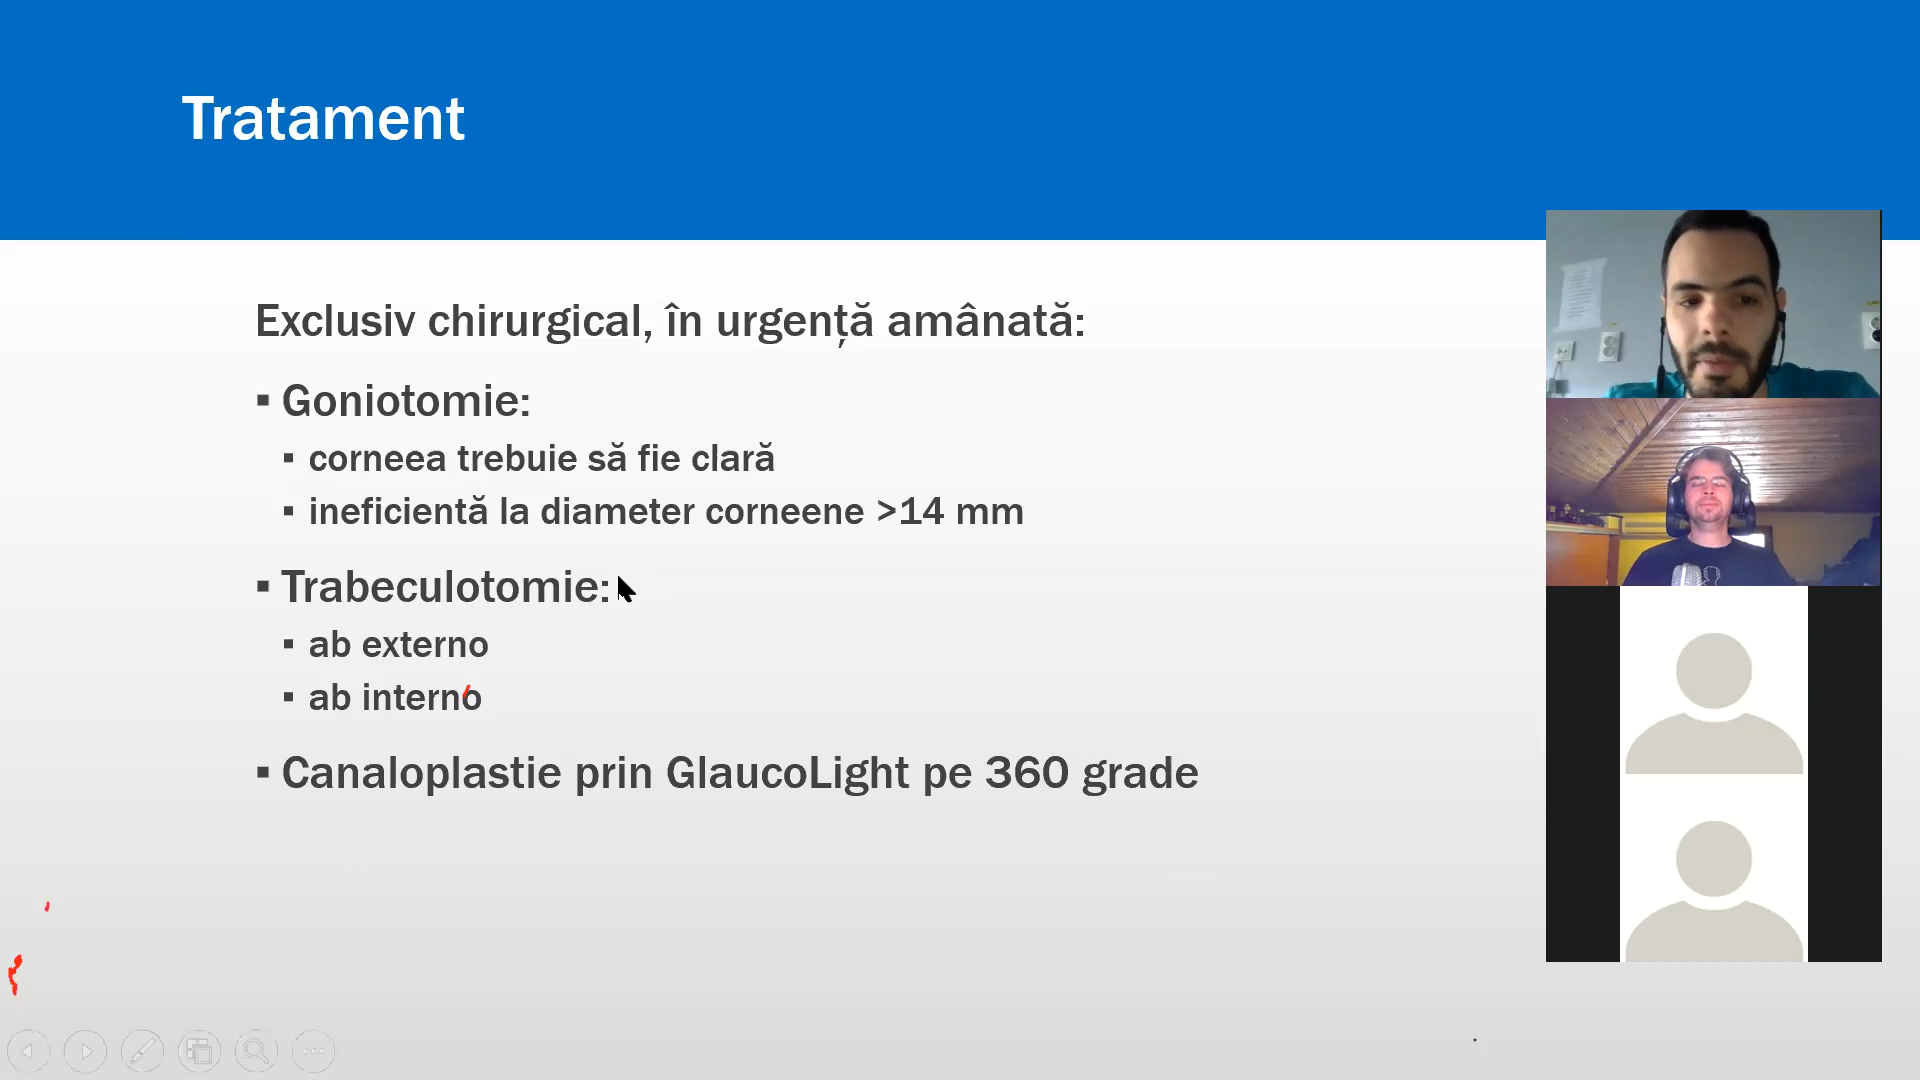 Tratament
Exclusiv chirurgical, în urgență amânată:
▪ Goniotomie:
▪ corneea trebuie să fie clară
▪ ineficientă la diameter corneene >14 mm
▪ Trabeculotomie:
▪ ab externo
▪ ab interno
▪ Canaloplastie prin GlaucoLight pe 360 grade